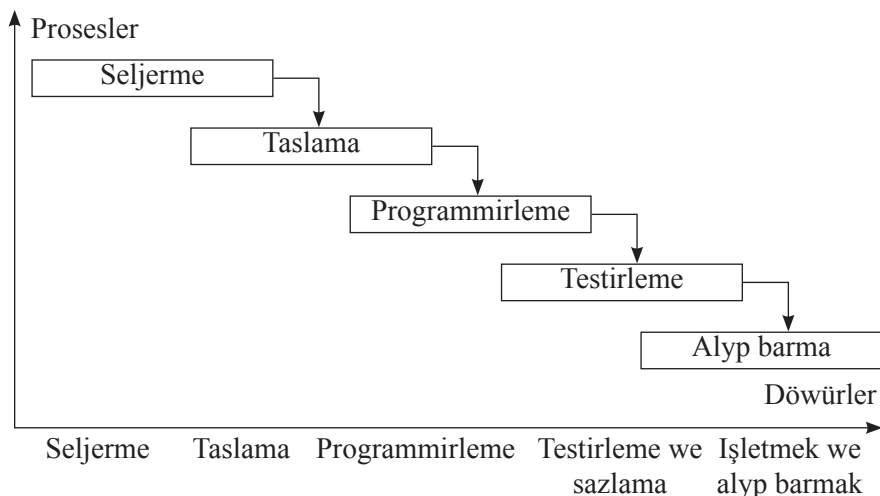 Prosesler
Seljerme
Taslama
Programmirleme
Testirleme
Alyp barma
Döwürler
Seljerme Taslama Programmirleme Testirleme we Işletmek we
sazlama alyp barmak